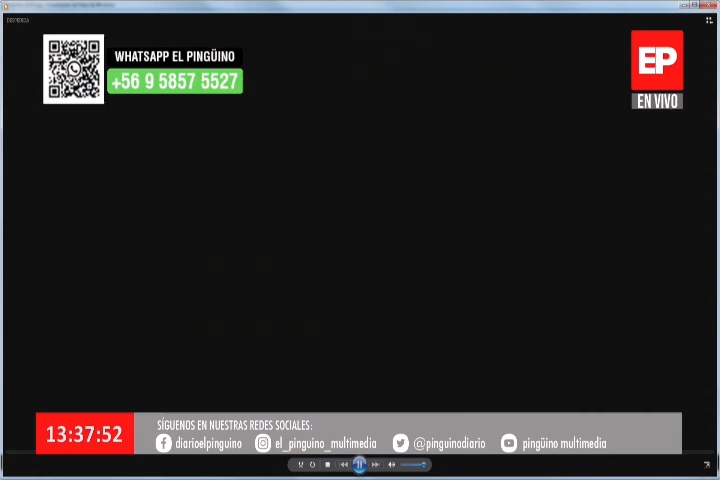 DESPEDIDA
WHATSAPP EL PINGÜINO
+56 9 5857 5527
EP
EN VIVO
13:37:52
SÍGUENOS EN NUESTRAS REDES SOCIALES:
diarioelpinguino el_pinguino_multimedia @pinguinodiario pingüino multimedia